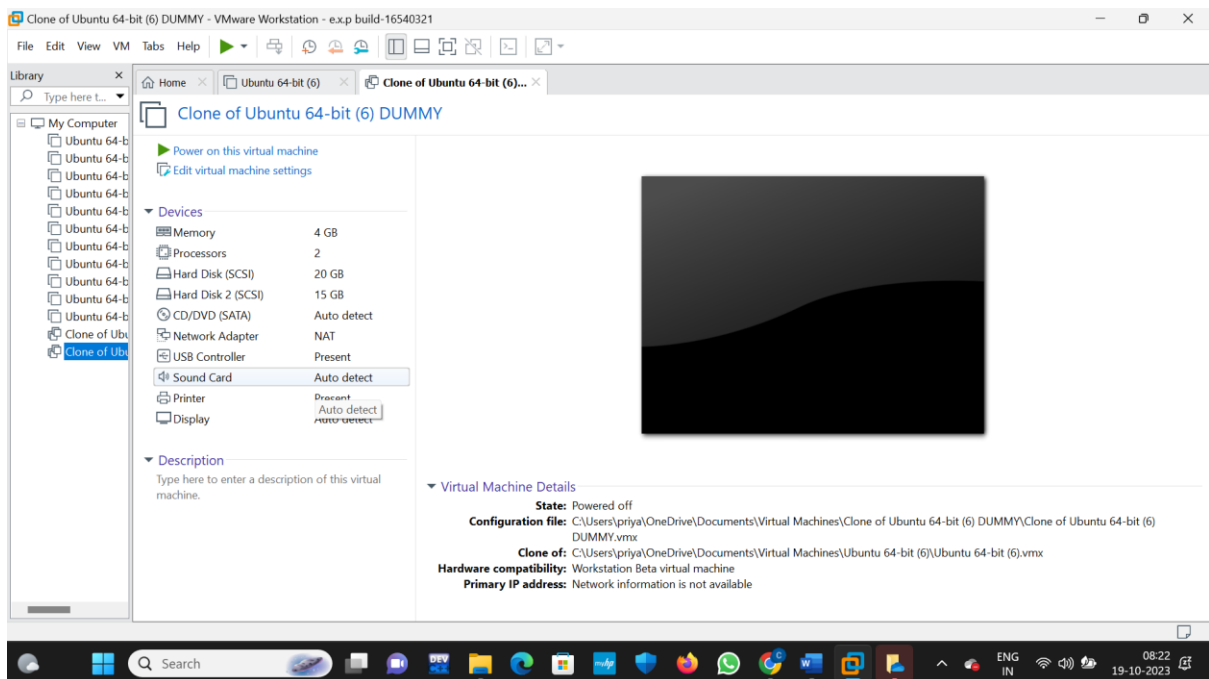 Clone of Ubuntu 64-bit (6) DUMMY - VMware Workstation - e.x.p build-16540321
File Edit View VM Tabs Help
Library
Type here t...
Home
Ubuntu 64-bit (6)
Clone of Ubuntu 64-bit (6)...
My Computer
Ubuntu 64-b
Ubuntu 64-b
Ubuntu 64-b
Ubuntu 64-b
Ubuntu 64-b
Ubuntu 64-b
Ubuntu 64-b
Ubuntu 64-b
Ubuntu 64-b
Ubuntu 64-b
Ubuntu 64-b
Clone of Ubu
Clone of Ubu
Clone of Ubuntu 64-bit (6) DUMMY
Power on this virtual machine
Edit virtual machine settings
Devices
Memory 4 GB
Processors 2
Hard Disk (SCSI) 20 GB
Hard Disk 2 (SCSI) 15 GB
CD/DVD (SATA) Auto detect
Network Adapter NAT
USB Controller Present
Sound Card Auto detect
Printer Present
Auto detect
Display Auto detect
Description
Type here to enter a description of this virtual
machine.
Virtual Machine Details
State: Powered off
Configuration file: C:\Users\priya\OneDrive\Documents\Virtual Machines\Clone of Ubuntu 64-bit (6) DUMMY\Clone of Ubuntu 64-bit (6)
DUMMY.vmx
Clone of: C:\Users\priya\OneDrive\Documents\Virtual Machines\Ubuntu 64-bit (6)\Ubuntu 64-bit (6).vmx
Hardware compatibility: Workstation Beta virtual machine
Primary IP address: Network information is not available
Search
DEV
myhp
ENG
IN
08:22
19-10-2023